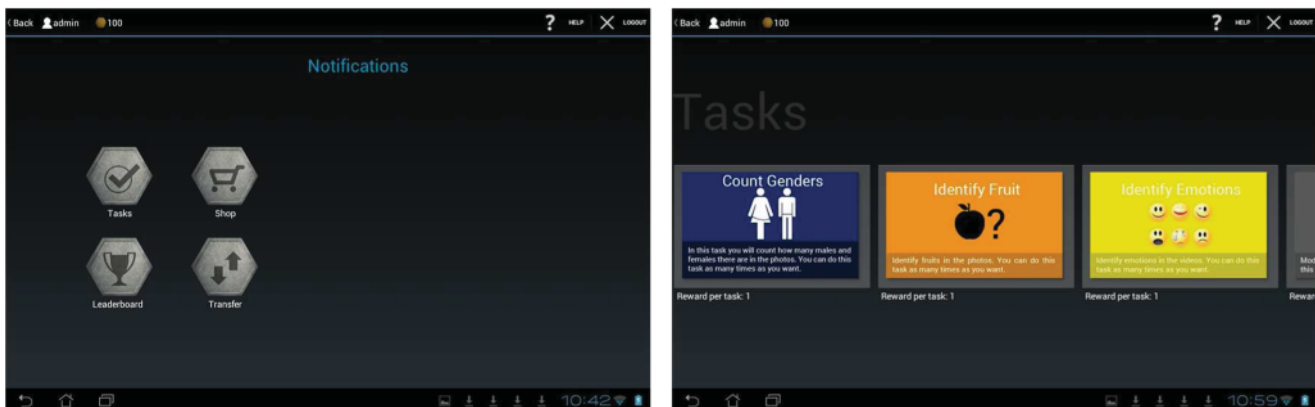 Back admin 100 ? HELP LOGOUT
Notifications
Tasks Shop
Leaderboard Transfer
10:42
Back admin 100 ? HELP LOGOUT
Tasks
Count Genders
In this task you will count how many males and
females there are in the photos. You can do this
task as many times as you want.
Reward per task: 1
Identify Fruit
?
Identify fruits in the photos. You can do this
task as many times as you want.
Reward per task: 1
Identify Emotions
Identify emotions in the videos. You can do this
task as many times as you want.
Reward per task: 1
Mod
this
Rewar
10:59